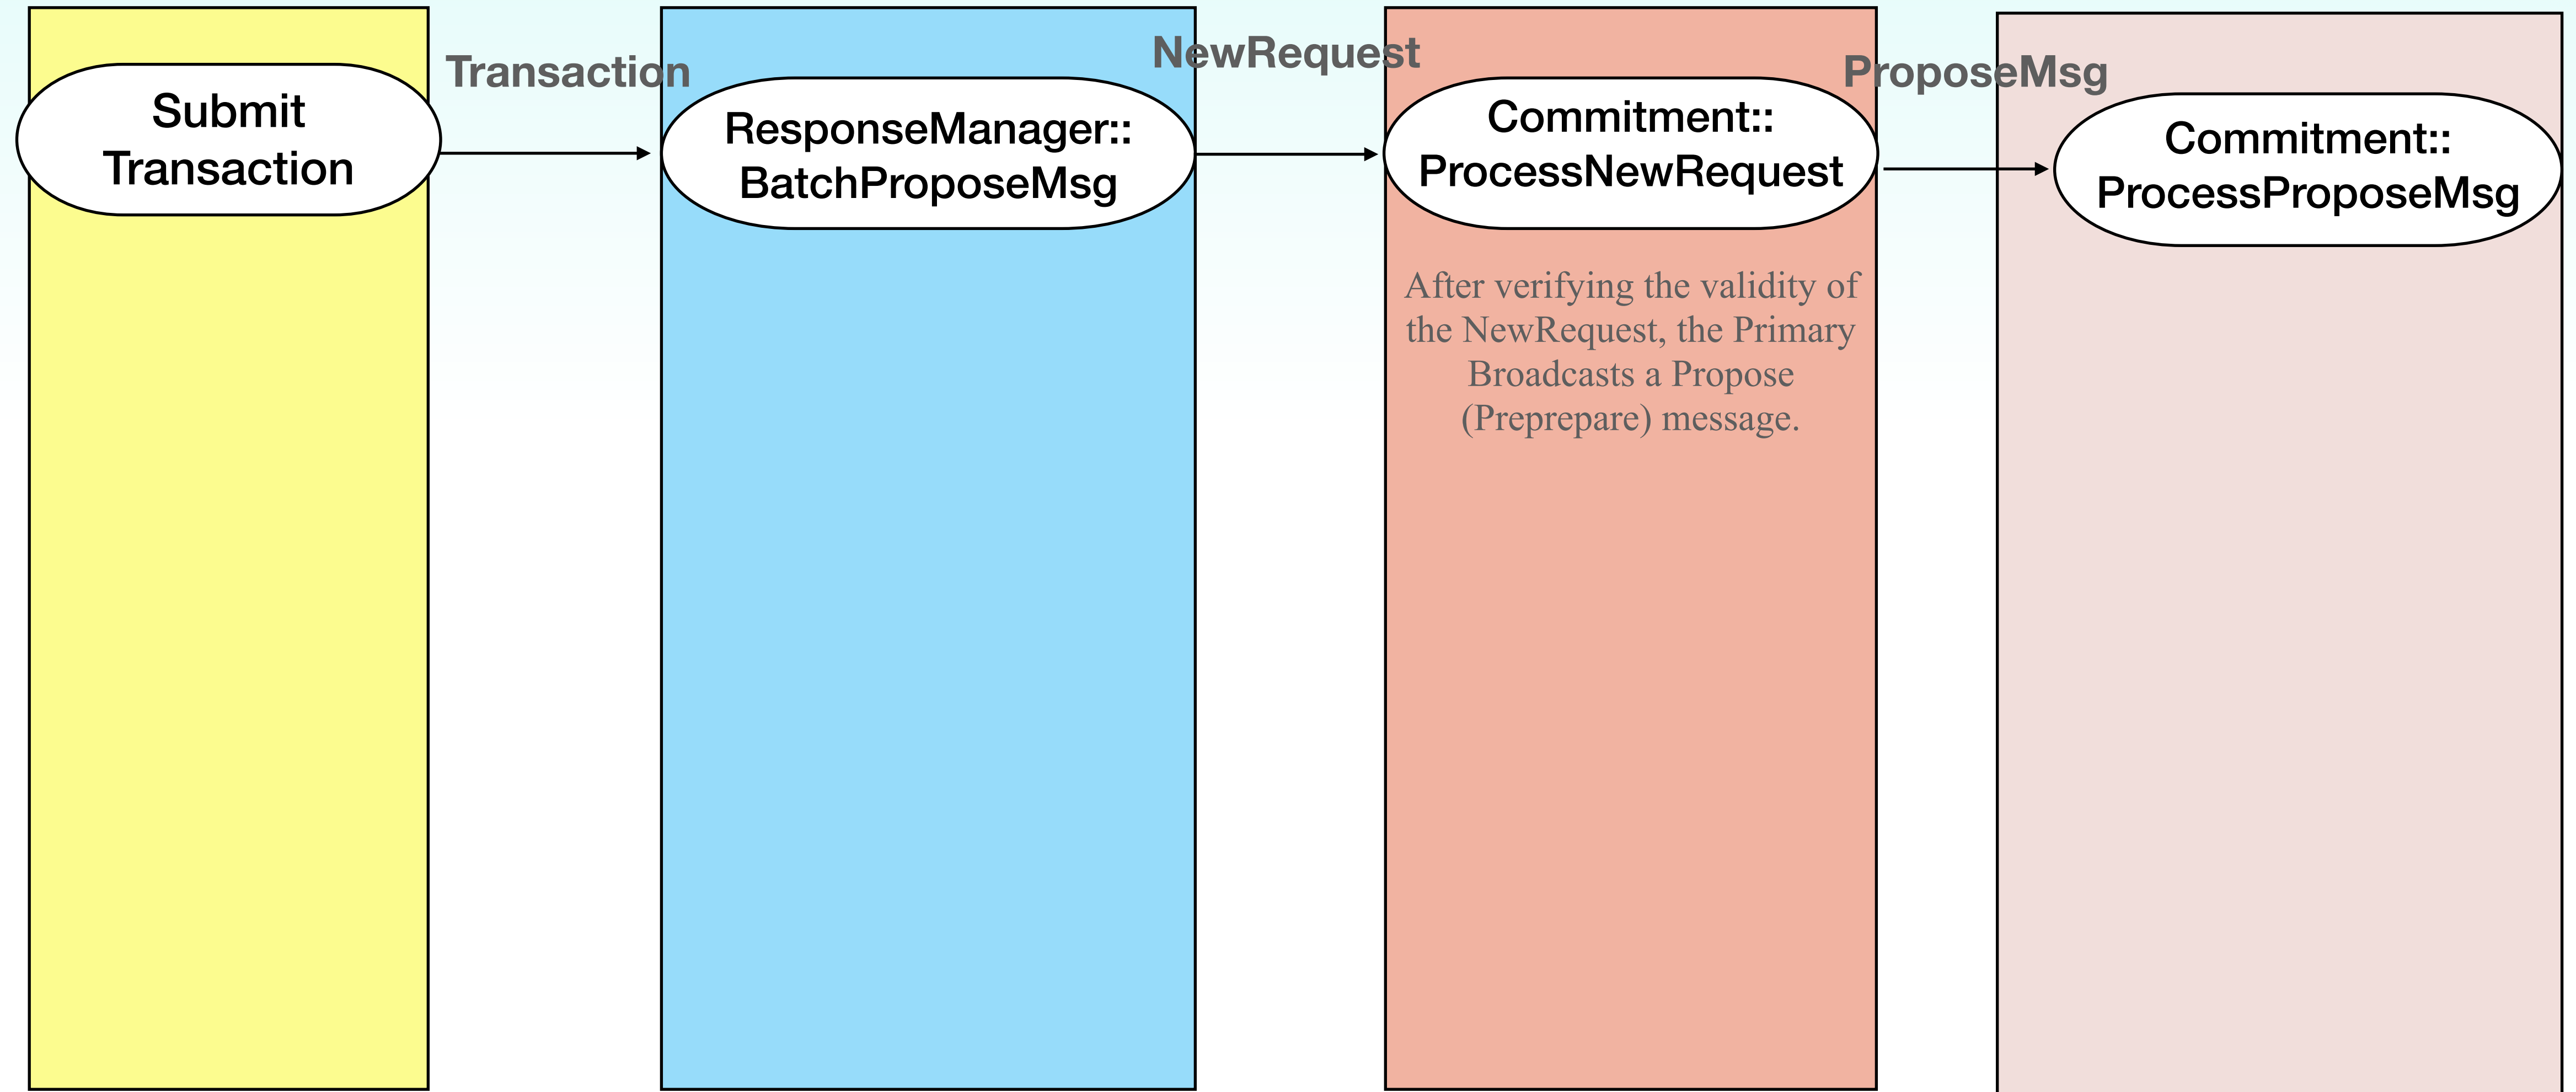 Submit
Transaction
Transaction
ResponseManager::
BatchProposeMsg
NewRequest
Commitment::
ProcessNewRequest
After verifying the validity of
the NewRequest, the Primary
Broadcasts a Propose
(Preprepare) message.
ProposeMsg
Commitment::
ProcessProposeMsg